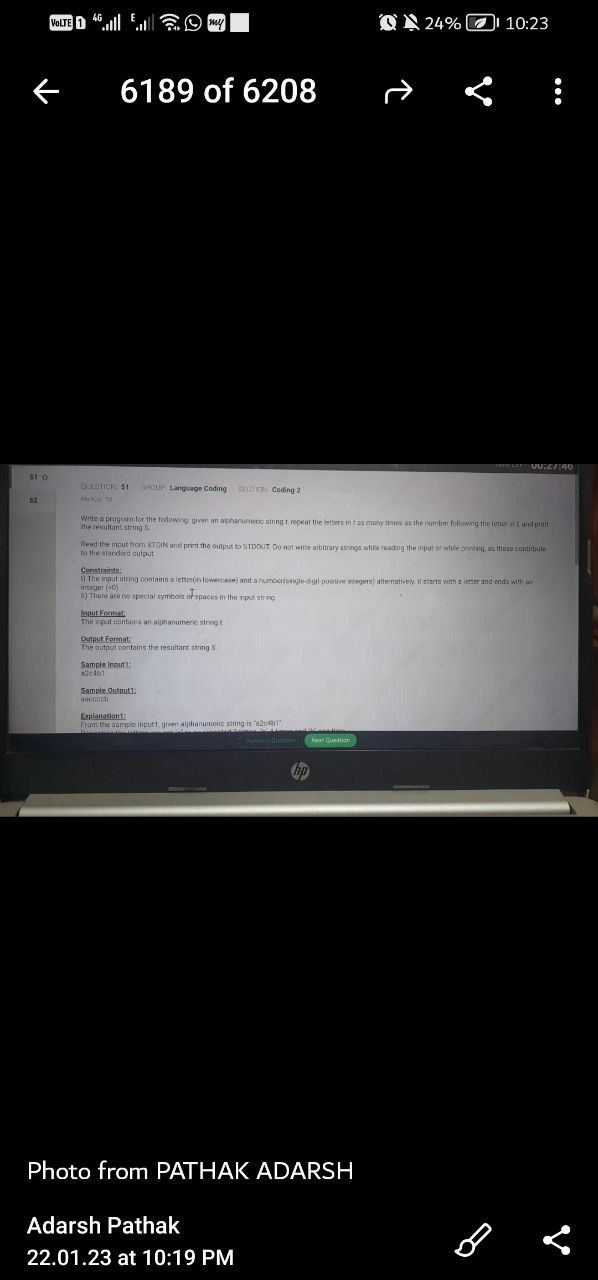 VoLTE 1 4G E my 24% 10:23
6189 of 6208
51
52
TIME LEFT 00:27:46
QUESTION: 51 GROUP: Language Coding SECTION: Coding 2
Mark(s): 10
Write a program for the following: given an alphanumeric string t, repeat the letters in t as many times as the number following the letter in t, and print
the resultant string S.
Read the input from STDIN and print the output to STDOUT. Do not write arbitrary strings while reading the input or while printing, as these contribute
to the standard output.
Constraints:
I) The input string contains a letter(in lowercase) and a number(single-digit positive integers) alternatively. it starts with a letter and ends with an
integer (>0)
II) There are no special symbols or spaces in the input string.
Input Format:
The input contains an alphanumeric string t.
Output Format:
The output contains the resultant string S.
Sample Input1:
a2c4b1
Sample Output1:
aaccccb
Explanation1:
From the sample input1, given alphanumeric string is "a2c4b1"
Previous Question Next Question
hp
Photo from PATHAK ADARSH
Adarsh Pathak
22.01.23 at 10:19 PM